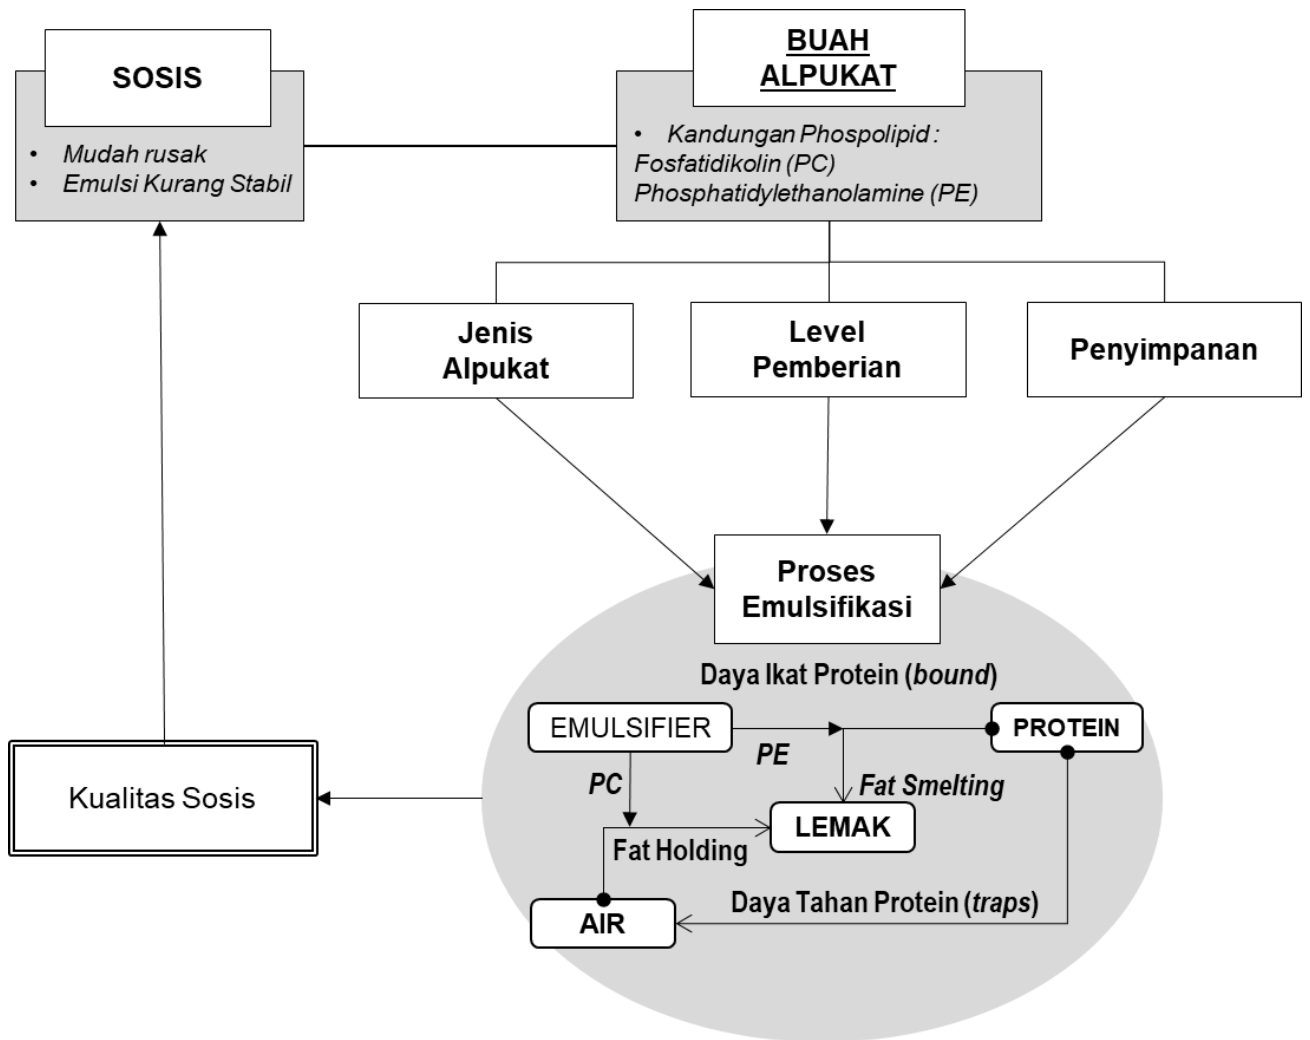 SOSIS
• Mudah rusak
• Emulsi Kurang Stabil
BUAH
ALPUKAT
• Kandungan Phospolipid :
Fosfatidikolin (PC)
Phosphatidylethanolamine (PE)
Jenis
Alpukat
Level
Pemberian
Penyimpanan
Proses
Emulsifikasi
Daya Ikat Protein (bound)
EMULSIFIER
PROTEIN
PE
PC
Fat Smelting
LEMAK
Fat Holding
Daya Tahan Protein (traps)
AIR
Kualitas Sosis